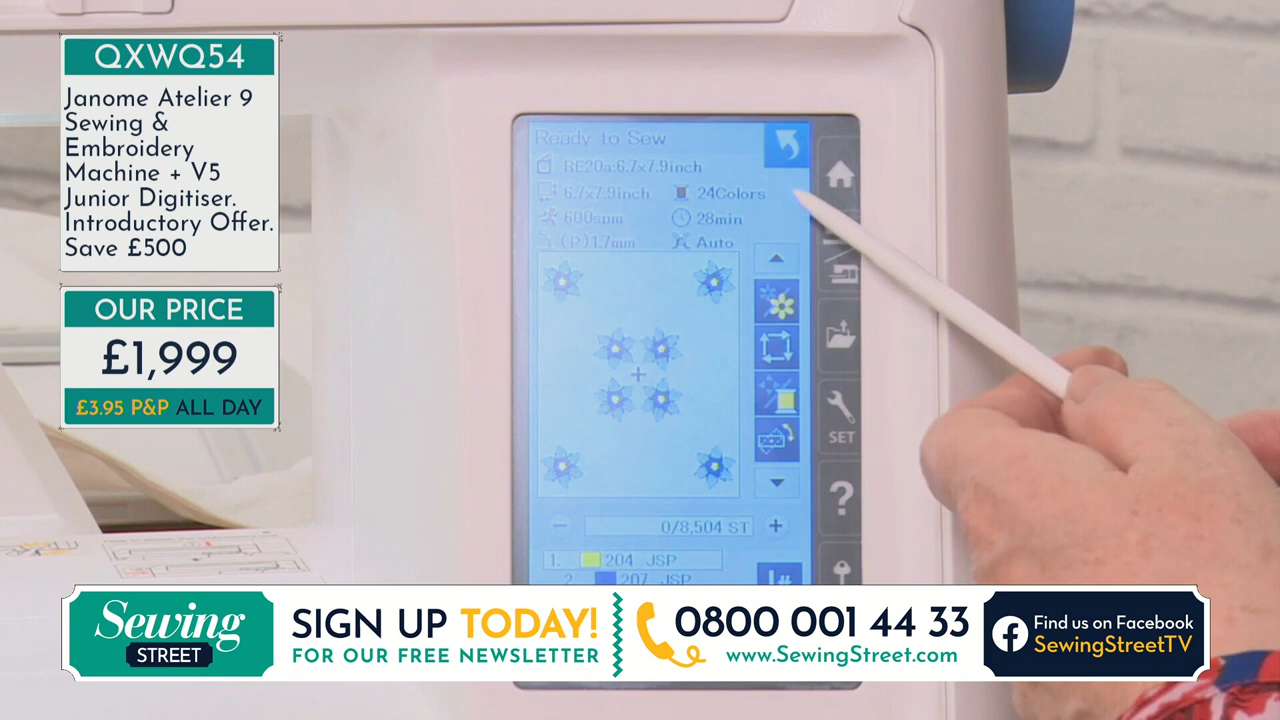 QXWQ54
Janome Atelier 9
Sewing &
Embroidery
Machine + V5
Junior Digitiser.
Introductory Offer.
Save £500
OUR PRICE
£1,999
£3.95 P&P ALL DAY
Ready to Sew
RE20a:6.7x7.9inch
6.7x7.9inch 24Colors
600spm 28min
(P)1.7mm Auto
0/8,504 ST
1. 204 JSP
2 207 JSP
SET
?
Sewing
STREET
SIGN UP TODAY!
FOR OUR FREE NEWSLETTER
0800 001 44 33
www.SewingStreet.com
Find us on Facebook
SewingStreetTV